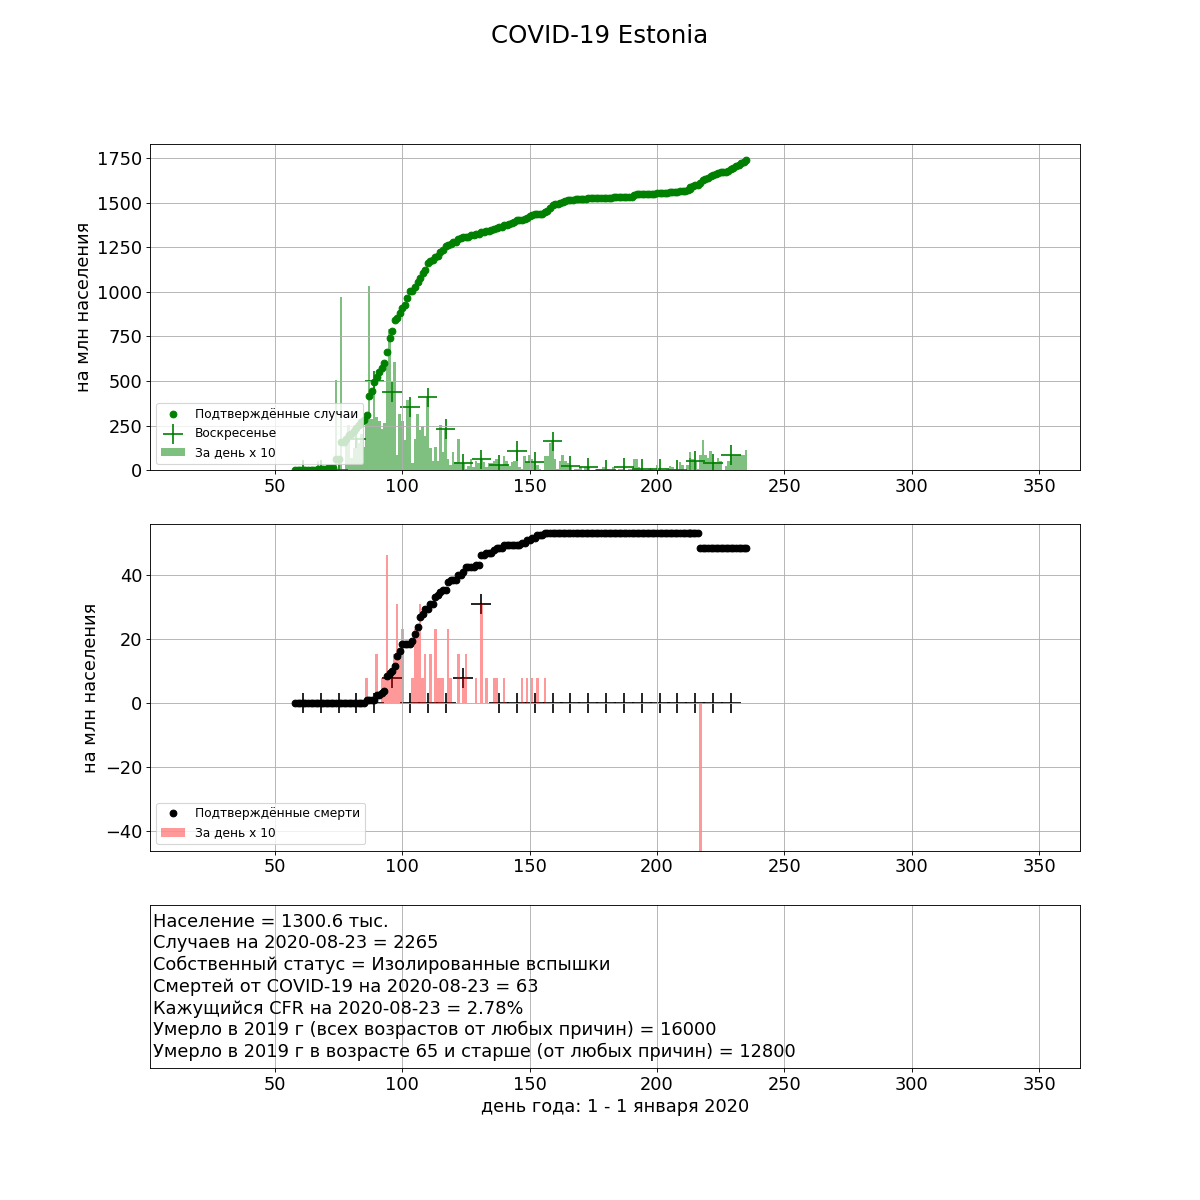 COVID-19 Estonia
на млн населения
1750
1500
1250
1000
750
500
250
0
Подтверждённые случаи
Воскресенье
За день x 10
50 100 150 200 250 300 350
на млн населения
40
20
0
−20
−40
Подтверждённые смерти
За день x 10
50 100 150 200 250 300 350
Население = 1300.6 тыс.
Случаев на 2020-08-23 = 2265
Собственный статус = Изолированные вспышки
Смертей от COVID-19 на 2020-08-23 = 63
Кажущийся CFR на 2020-08-23 = 2.78%
Умерло в 2019 г (всех возрастов от любых причин) = 16000
Умерло в 2019 г в возрасте 65 и старше (от любых причин) = 12800
50 100 150 200 250 300 350
день года: 1 - 1 января 2020